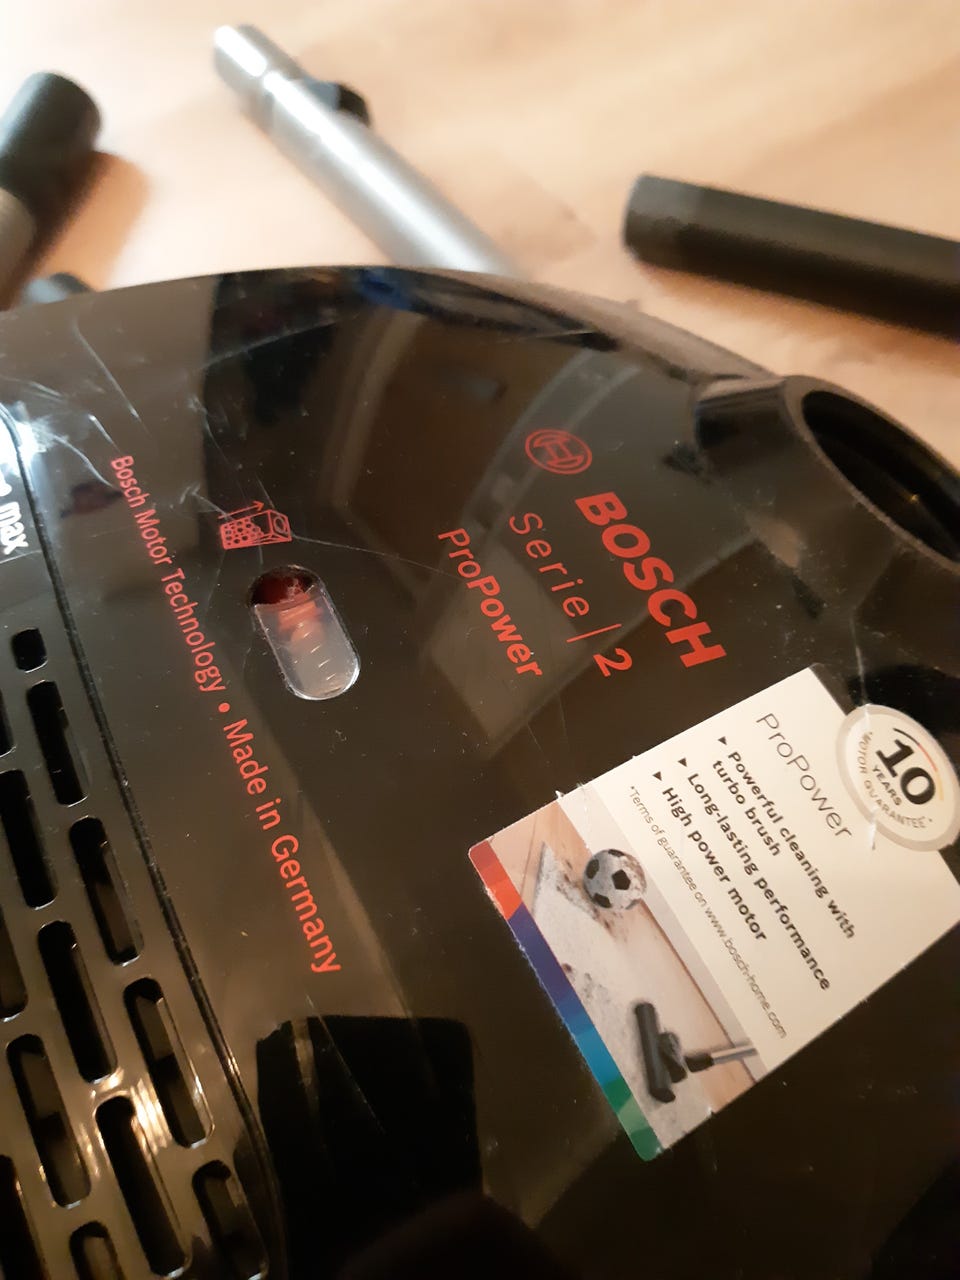 BOSCH
Serie | 2
ProPower
Bosch Motor Technology • Made in Germany
max
ProPower
Powerful cleaning with
turbo brush
Long-lasting performance
High power motor
*Terms of guarantee on www.bosch-home.com
10
YEARS
MOTOR GUARANTEE*